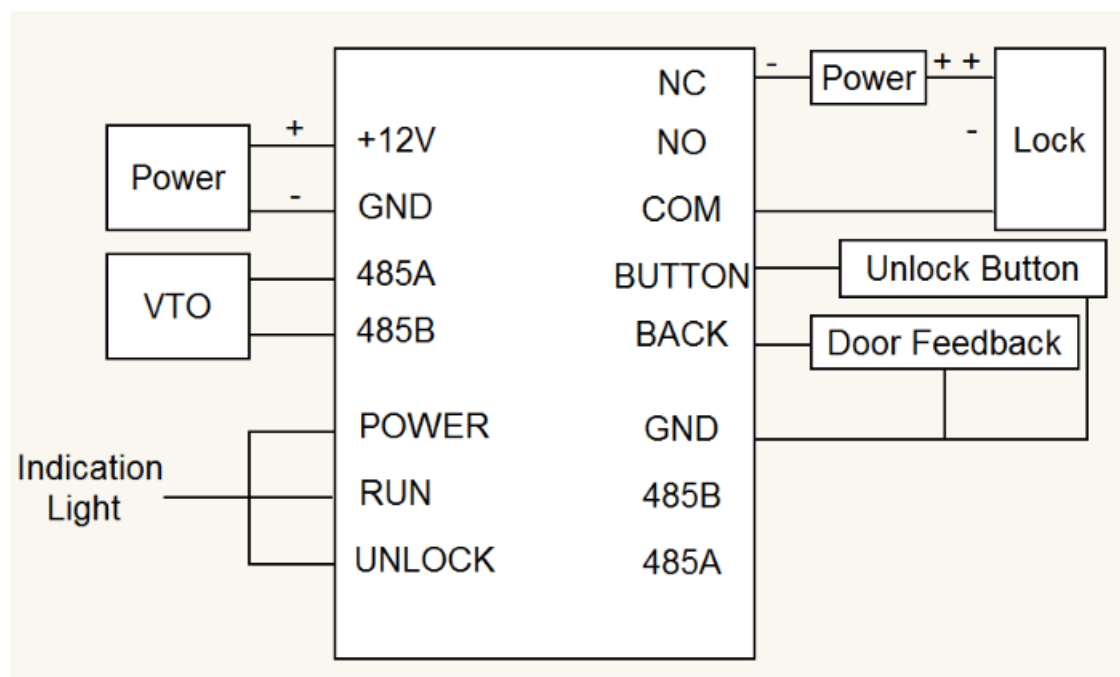 NC
-
Power
+ +
Lock
-
Power
+
-
+12V
GND
NO
COM
VTO
485A
485B
BUTTON
BACK
Unlock Button
Door Feedback
Indication
Light
POWER
RUN
UNLOCK
GND
485B
485A